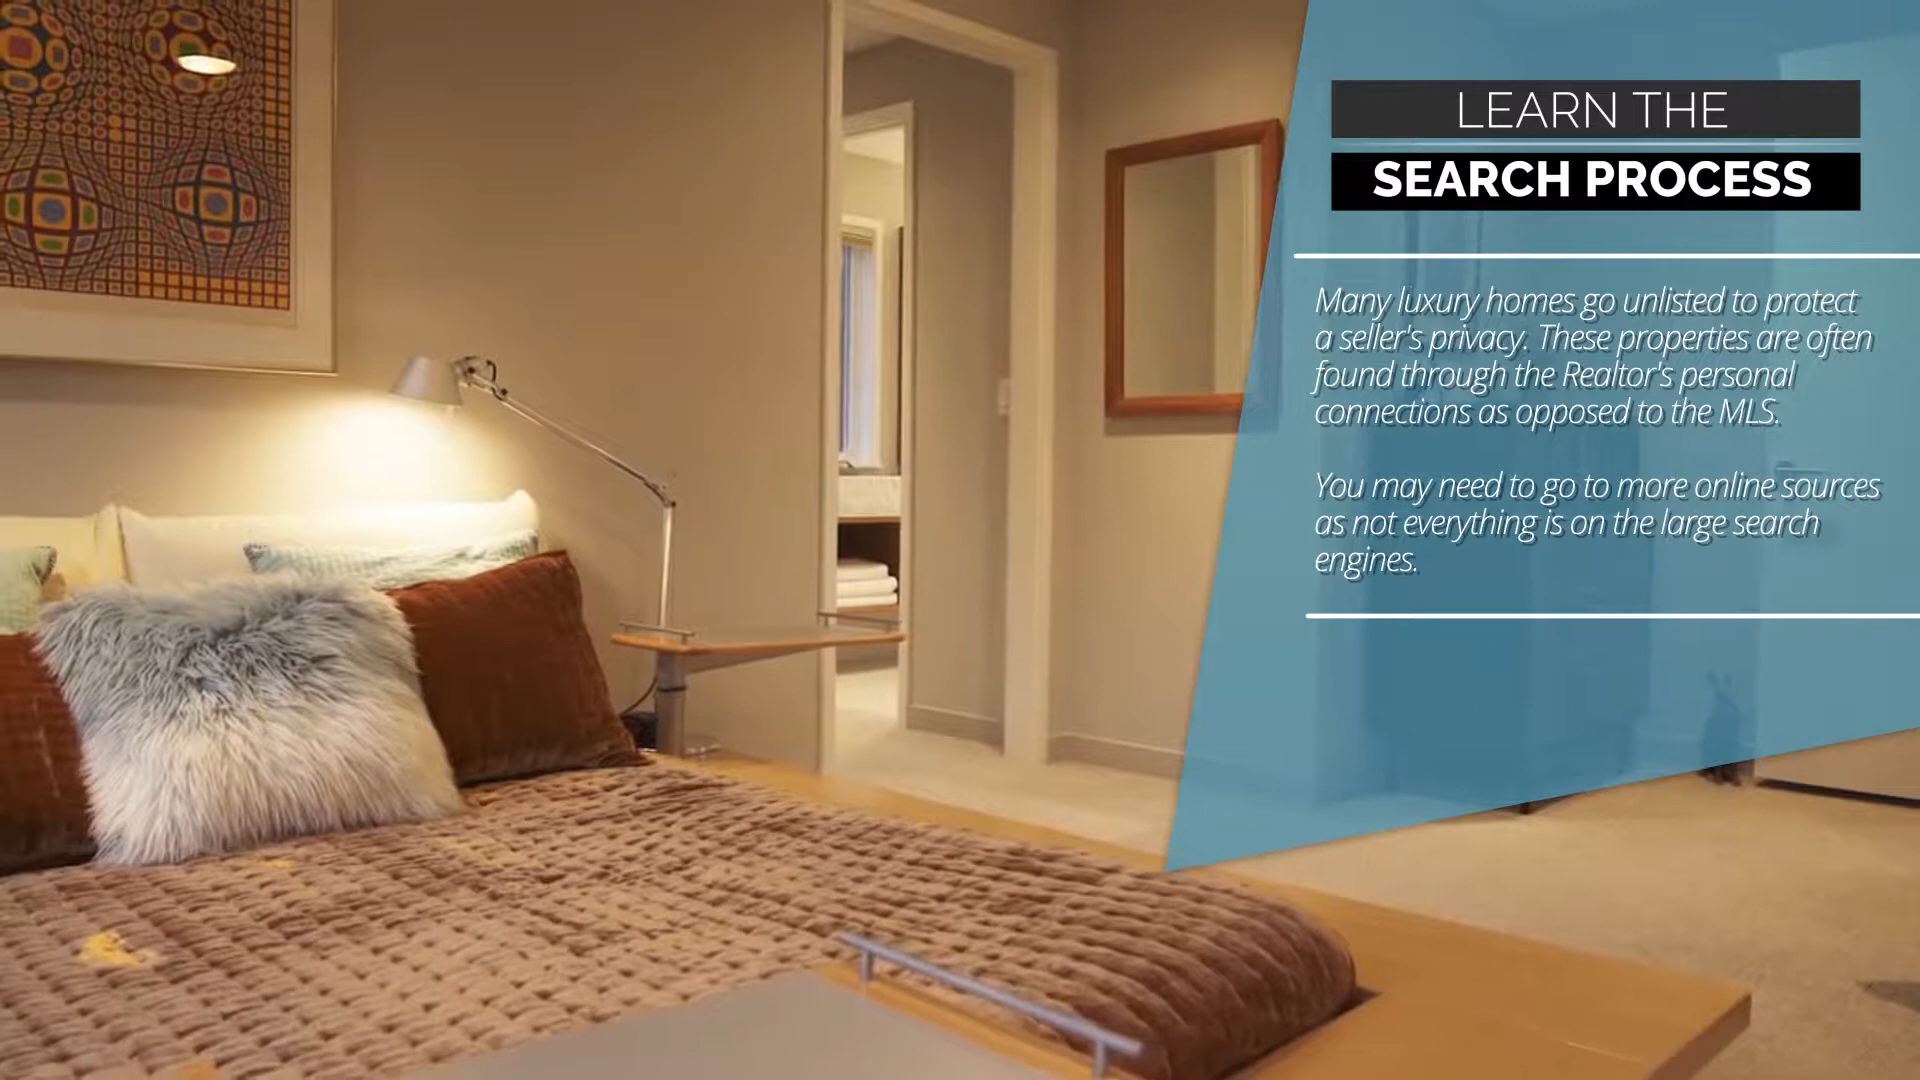 LEARN THE
SEARCH PROCESS
Many luxury homes go unlisted to protect
a seller's privacy. These properties are often
found through the Realtor's personal
connections as opposed to the MLS.
You may need to go to more online sources
as not everything is on the large search
engines.